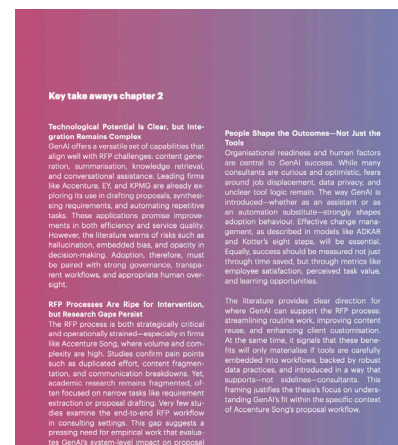 Key take aways chapter 2
Technological Potential Is Clear, but Inte-
gration Remains Complex
GenAI offers a versatile set of capabilities that
align well with RFP challenges: content gene-
ration, summarisation, knowledge retrieval,
and conversational assistance. Leading firms
like Accenture, EY, and KPMG are already ex-
ploring its use in drafting proposals, synthesi-
sing requirements, and automating repetitive
tasks. These applications promise improve-
ments in both efficiency and service quality.
However, the literature warns of risks such as
hallucination, embedded bias, and opacity in
decision-making. Adoption, therefore, must
be paired with strong governance, transpa-
rent workflows, and appropriate human over-
sight.
RFP Processes Are Ripe for Intervention,
but Research Gaps Persist
The RFP process is both strategically critical
and operationally strained—especially in firms
like Accenture Song, where volume and com-
plexity are high. Studies confirm pain points
such as duplicated effort, content fragmen-
tation, and communication breakdowns. Yet,
academic research remains fragmented, of-
ten focused on narrow tasks like requirement
extraction or proposal drafting. Very few stu-
dies examine the end-to-end RFP workflow
in consulting settings. This gap suggests a
pressing need for empirical work that evalua-
tes GenAI's system-level impact on proposal
People Shape the Outcomes—Not Just the
Tools
Organisational readiness and human factors
are central to GenAI success. While many
consultants are curious and optimistic, fears
around job displacement, data privacy, and
unclear tool logic remain. The way GenAI is
introduced—whether as an assistant or as
an automation substitute—strongly shapes
adoption behaviour. Effective change mana-
gement, as described in models like ADKAR
and Kotter's eight steps, will be essential.
Equally, success should be measured not just
through time saved, but through metrics like
employee satisfaction, perceived task value,
and learning opportunities.
The literature provides clear direction for
where GenAI can support the RFP process:
streamlining routine work, improving content
reuse, and enhancing client customisation.
At the same time, it signals that these bene-
fits will only materialise if tools are carefully
embedded into workflows, backed by robust
data practices, and introduced in a way that
supports—not sidelines—consultants. This
framing justifies the thesis's focus on unders-
tanding GenAI's fit within the specific context
of Accenture Song's proposal workflow.